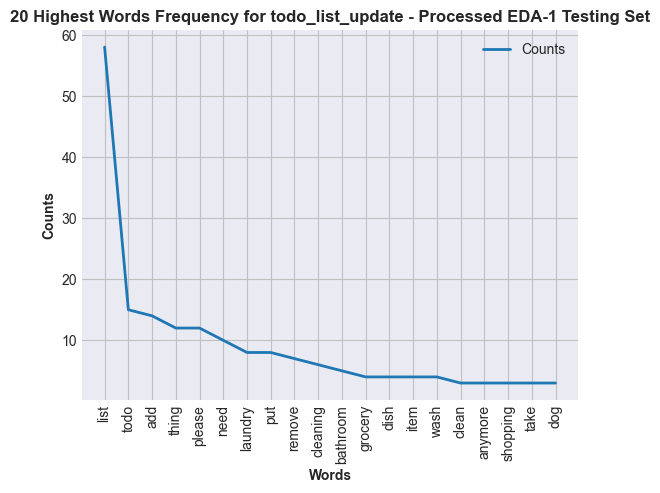 20 Highest Words Frequency for todo_list_update - Processed EDA-1 Testing Set
Counts
60
50
40
30
20
10
Counts
list
todo
add
thing
please
need
laundry
put
remove
cleaning
bathroom
grocery
dish
item
wash
clean
anymore
shopping
take
dog
Words